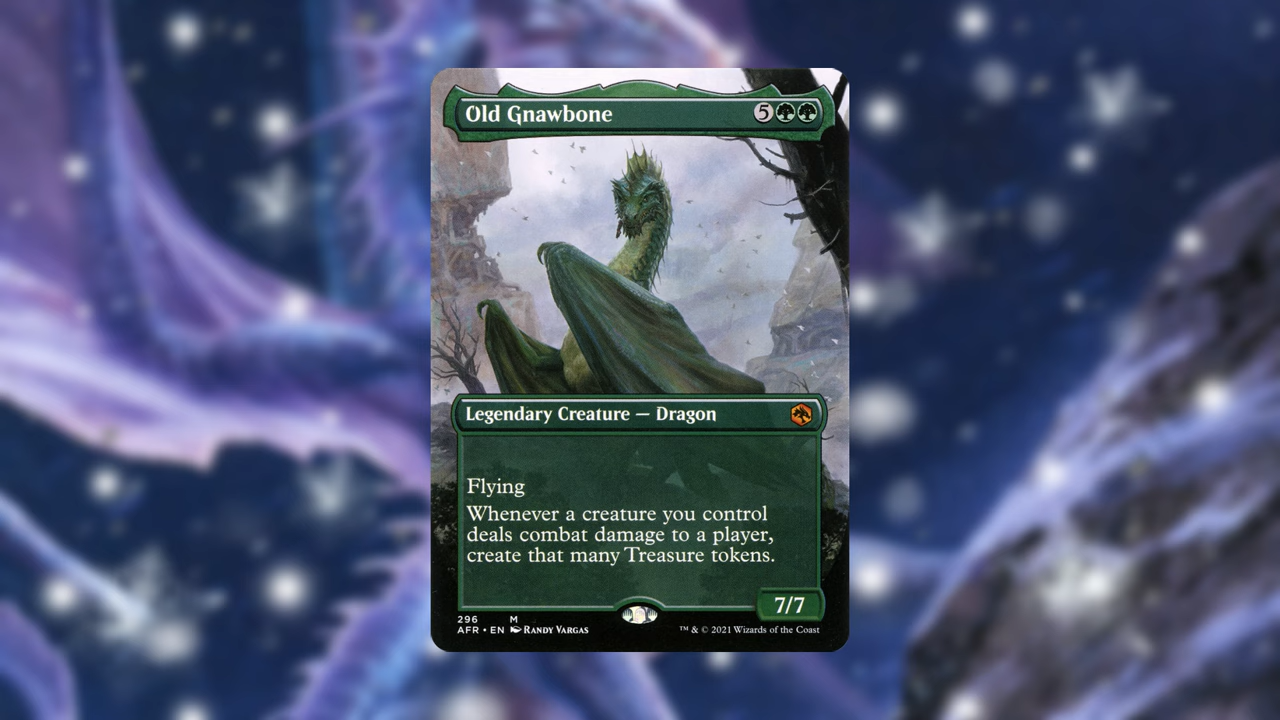 Old Gnawbone 5
Legendary Creature — Dragon
Flying
Whenever a creature you control
deals combat damage to a player,
create that many Treasure tokens.
7/7
296 M
AFR • EN RANDY VARGAS
™ & © 2021 Wizards of the Coast